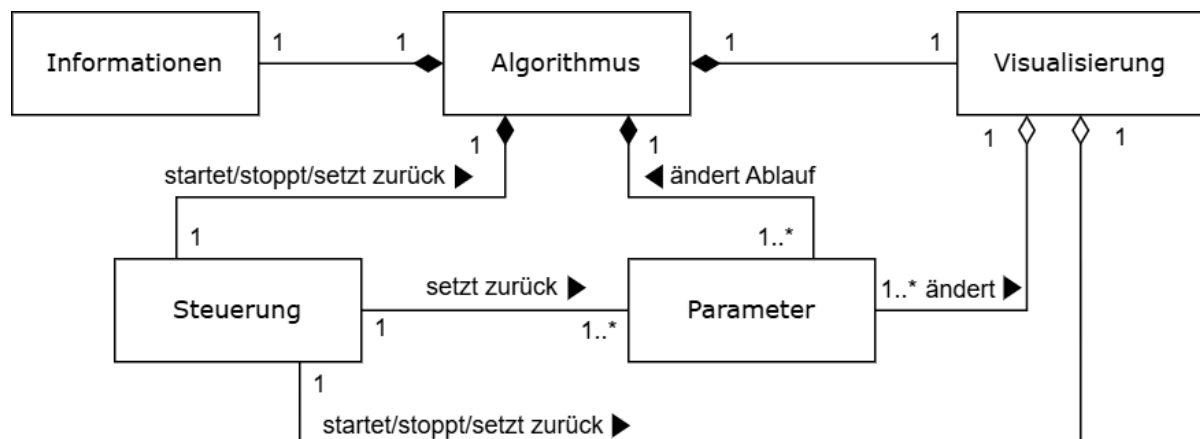 Informationen
1
1
Algorithmus
1
1
Visualisierung
1
1
1
1
startet/stoppt/setzt zurück ▶
◀ ändert Ablauf
1
1..*
Steuerung
setzt zurück ▶
1
1..*
Parameter
1..* ändert ▶
1
startet/stoppt/setzt zurück ▶